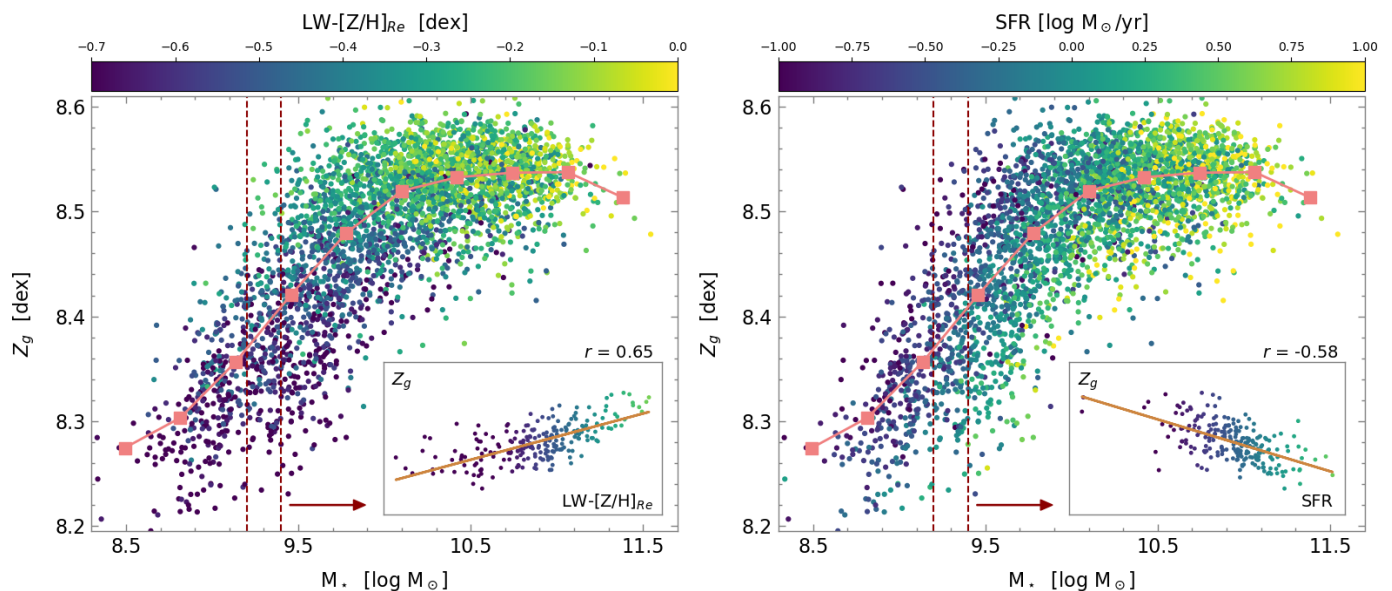 LW-[Z/H]Re [dex]
−0.7 −0.6 −0.5 −0.4 −0.3 −0.2 −0.1 0.0
8.6
8.5
8.4
8.3
8.2
Zg [dex]
r = 0.65
Zg
LW-[Z/H]Re
8.5 9.5 10.5 11.5
M⋆ [log M⊙]
SFR [log M⊙/yr]
−1.00 −0.75 −0.50 −0.25 0.00 0.25 0.50 0.75 1.00
8.6
8.5
8.4
8.3
8.2
Zg [dex]
r = -0.58
Zg
SFR
8.5 9.5 10.5 11.5
M⋆ [log M⊙]